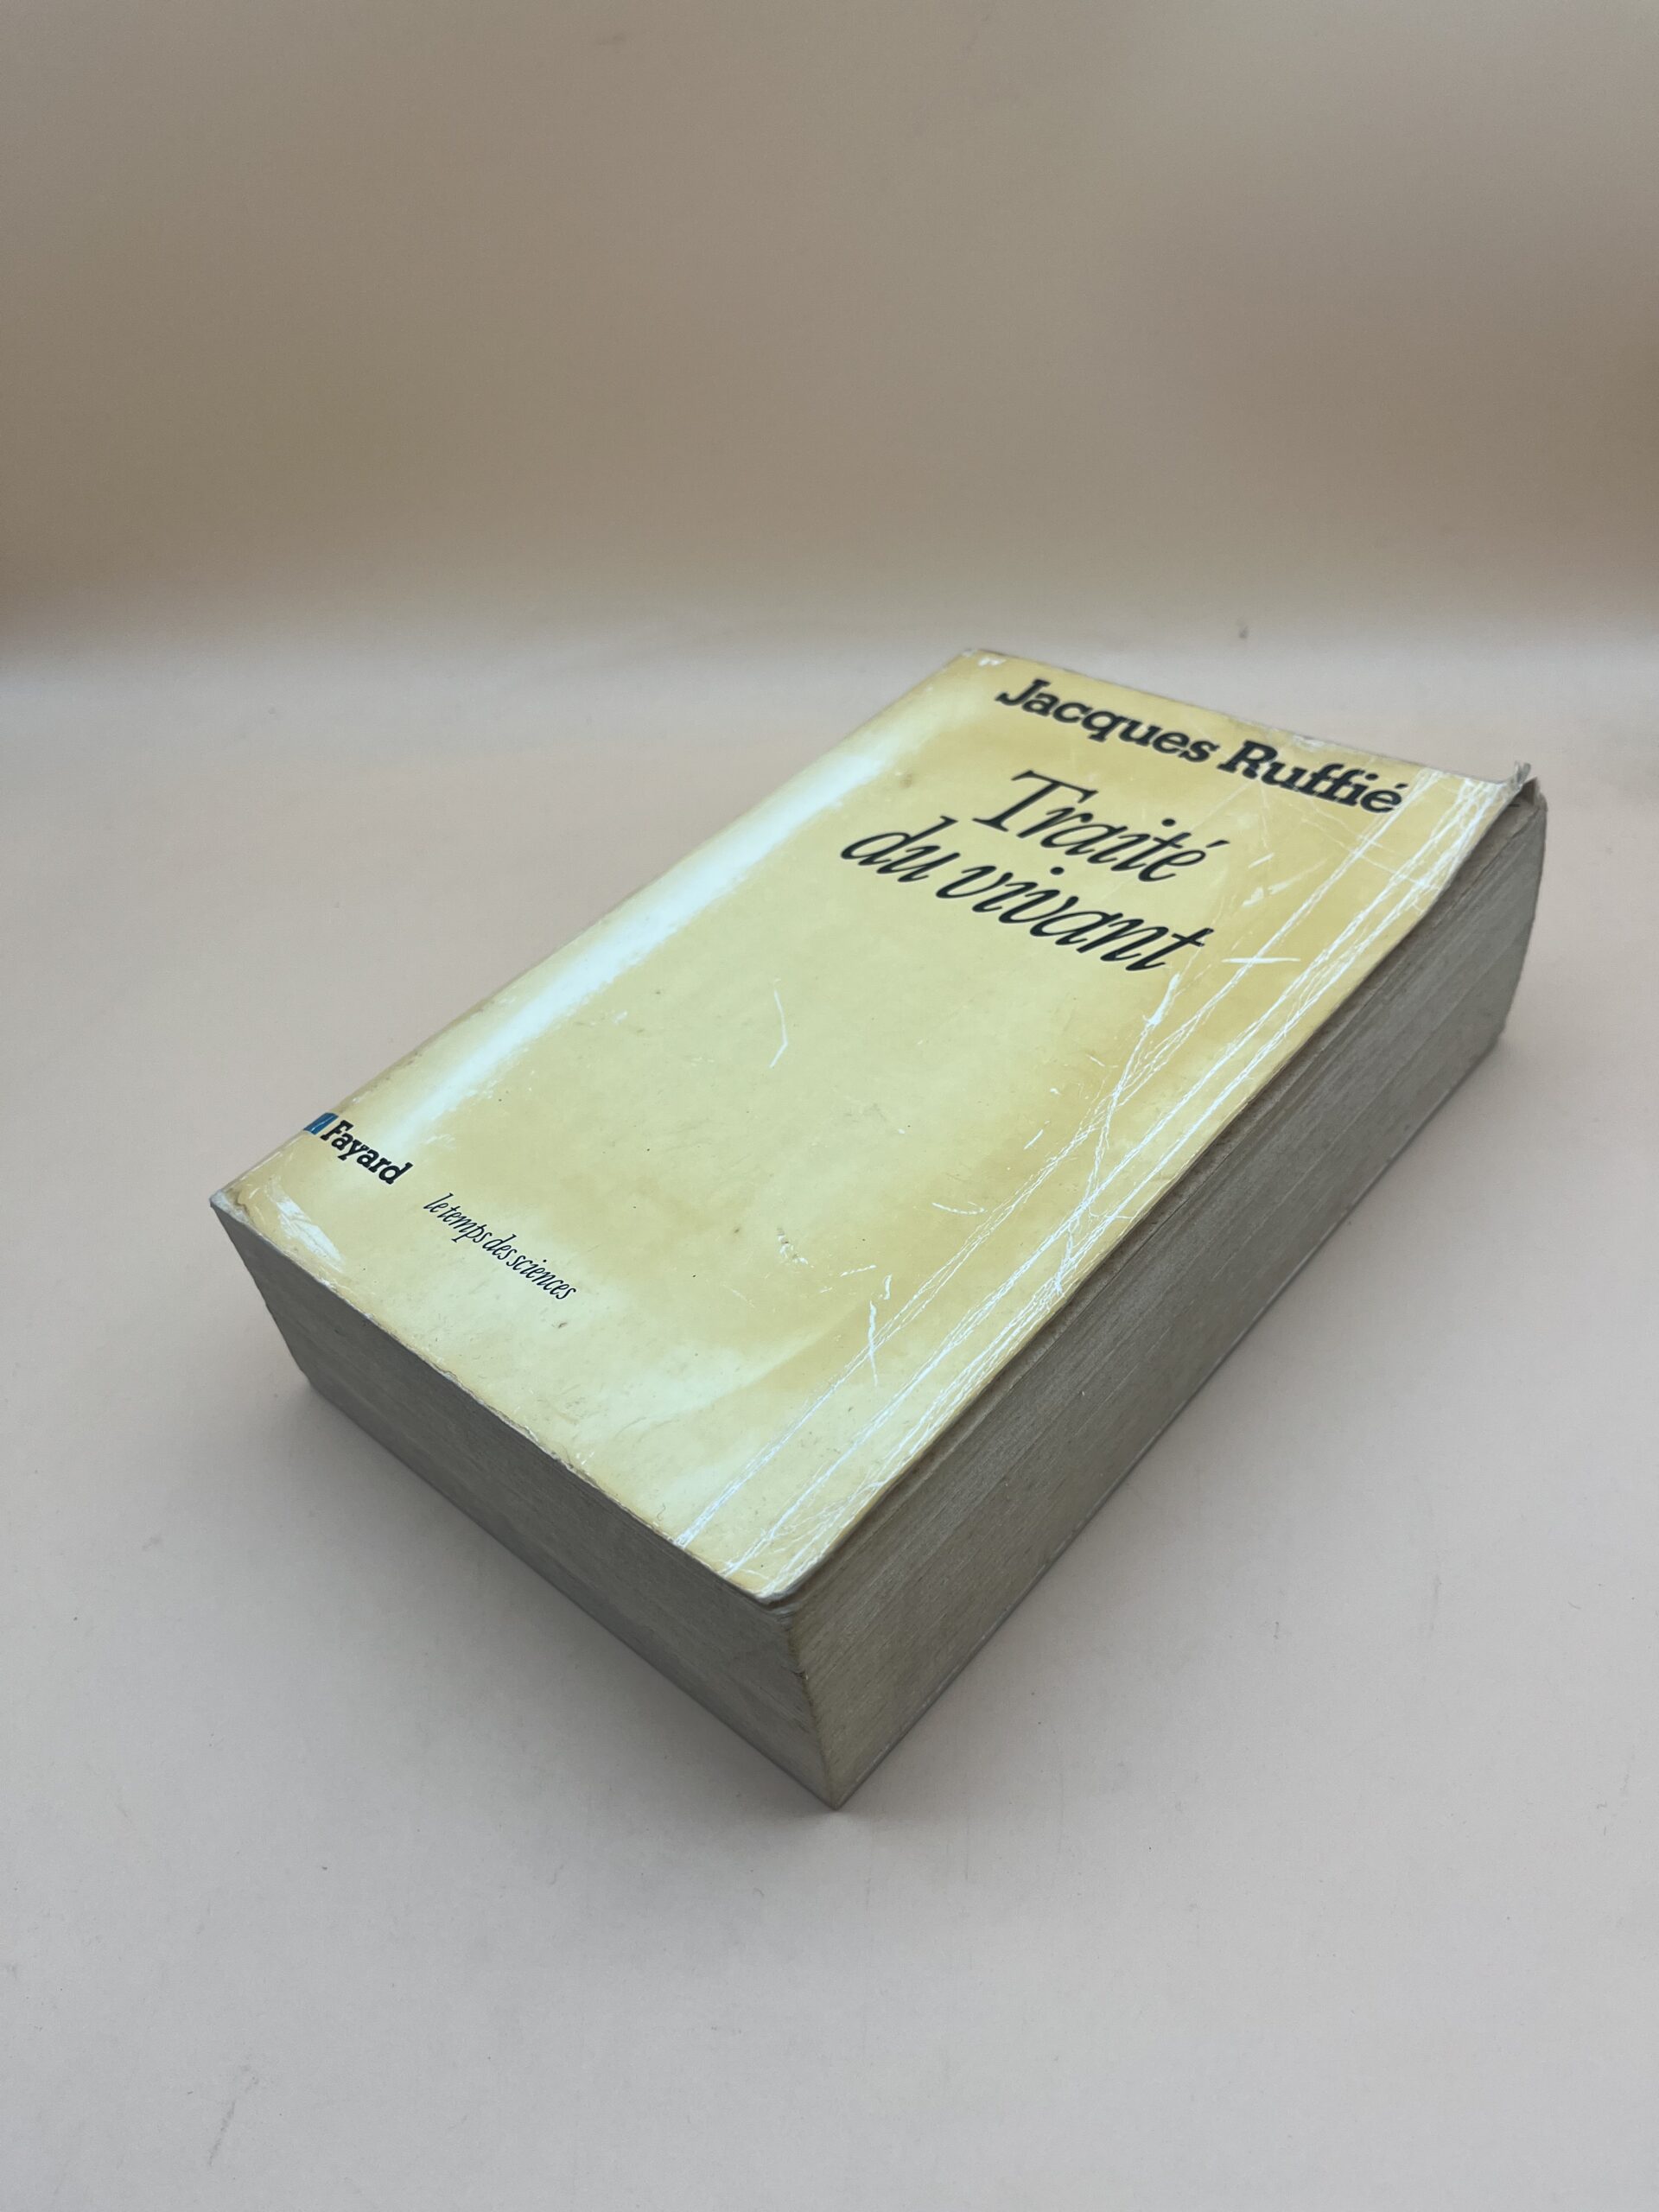 Jacques Ruffié
Traité
du vivant
Fayard
le temps des sciences